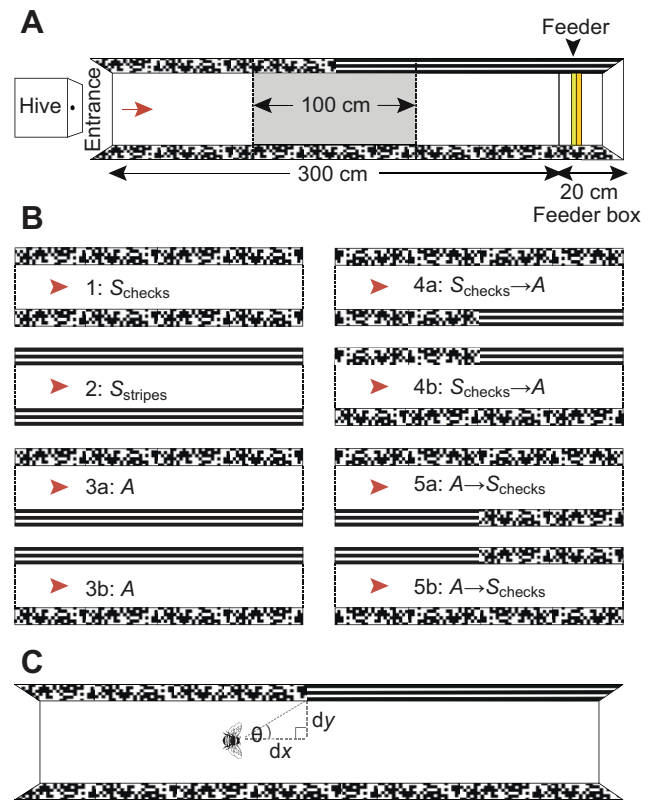 A
Feeder
Hive
Entrance
100 cm
300 cm
20 cm
Feeder box
B
1: Schecks
4a: Schecks→A
2: Sstripes
4b: Schecks→A
3a: A
5a: A→Schecks
3b: A
5b: A→Schecks
C
θ
dy
dx